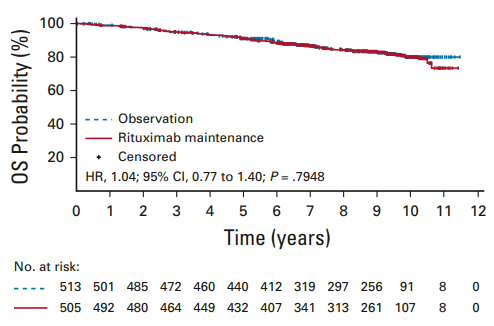 100
80
60
40
20
OS Probability (%)
Observation
Rituximab maintenance
Censored
HR, 1.04; 95% CI, 0.77 to 1.40; P = .7948
0 1 2 3 4 5 6 7 8 9 10 11 12
Time (years)
No. at risk:
513 501 485 472 460 440 412 319 297 256 91 8 0
505 492 480 464 449 432 407 341 313 261 107 8 0